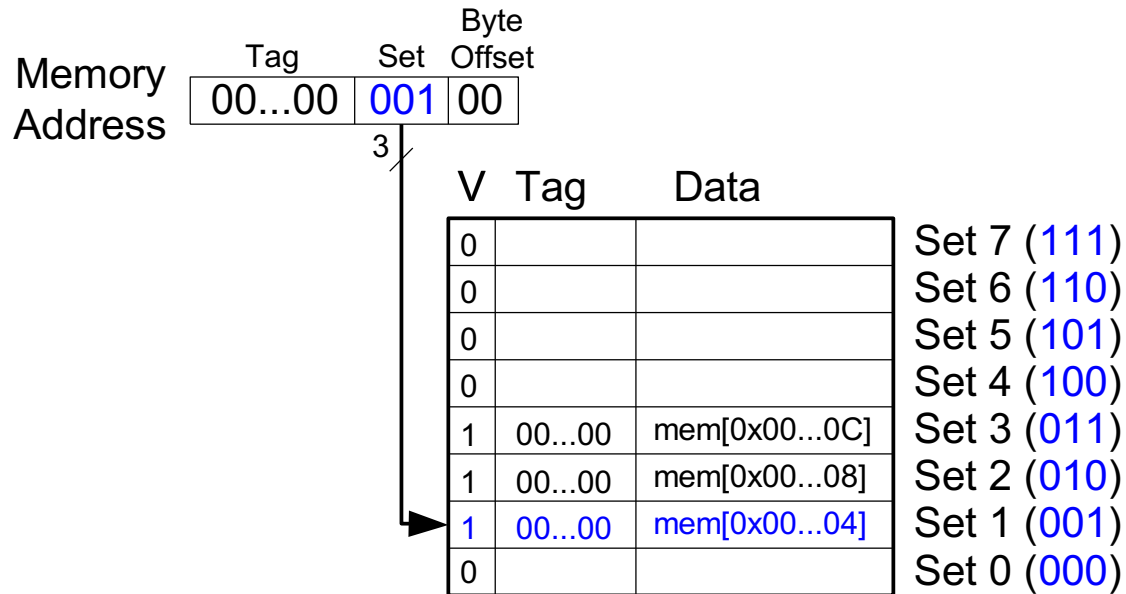 Byte
Tag Set Offset
Memory
Address
00...00 001 00
3
V Tag Data
0 Set 7 (111)
0 Set 6 (110)
0 Set 5 (101)
0 Set 4 (100)
1 00...00 mem[0x00...0C] Set 3 (011)
1 00...00 mem[0x00...08] Set 2 (010)
1 00...00 mem[0x00...04] Set 1 (001)
0 Set 0 (000)